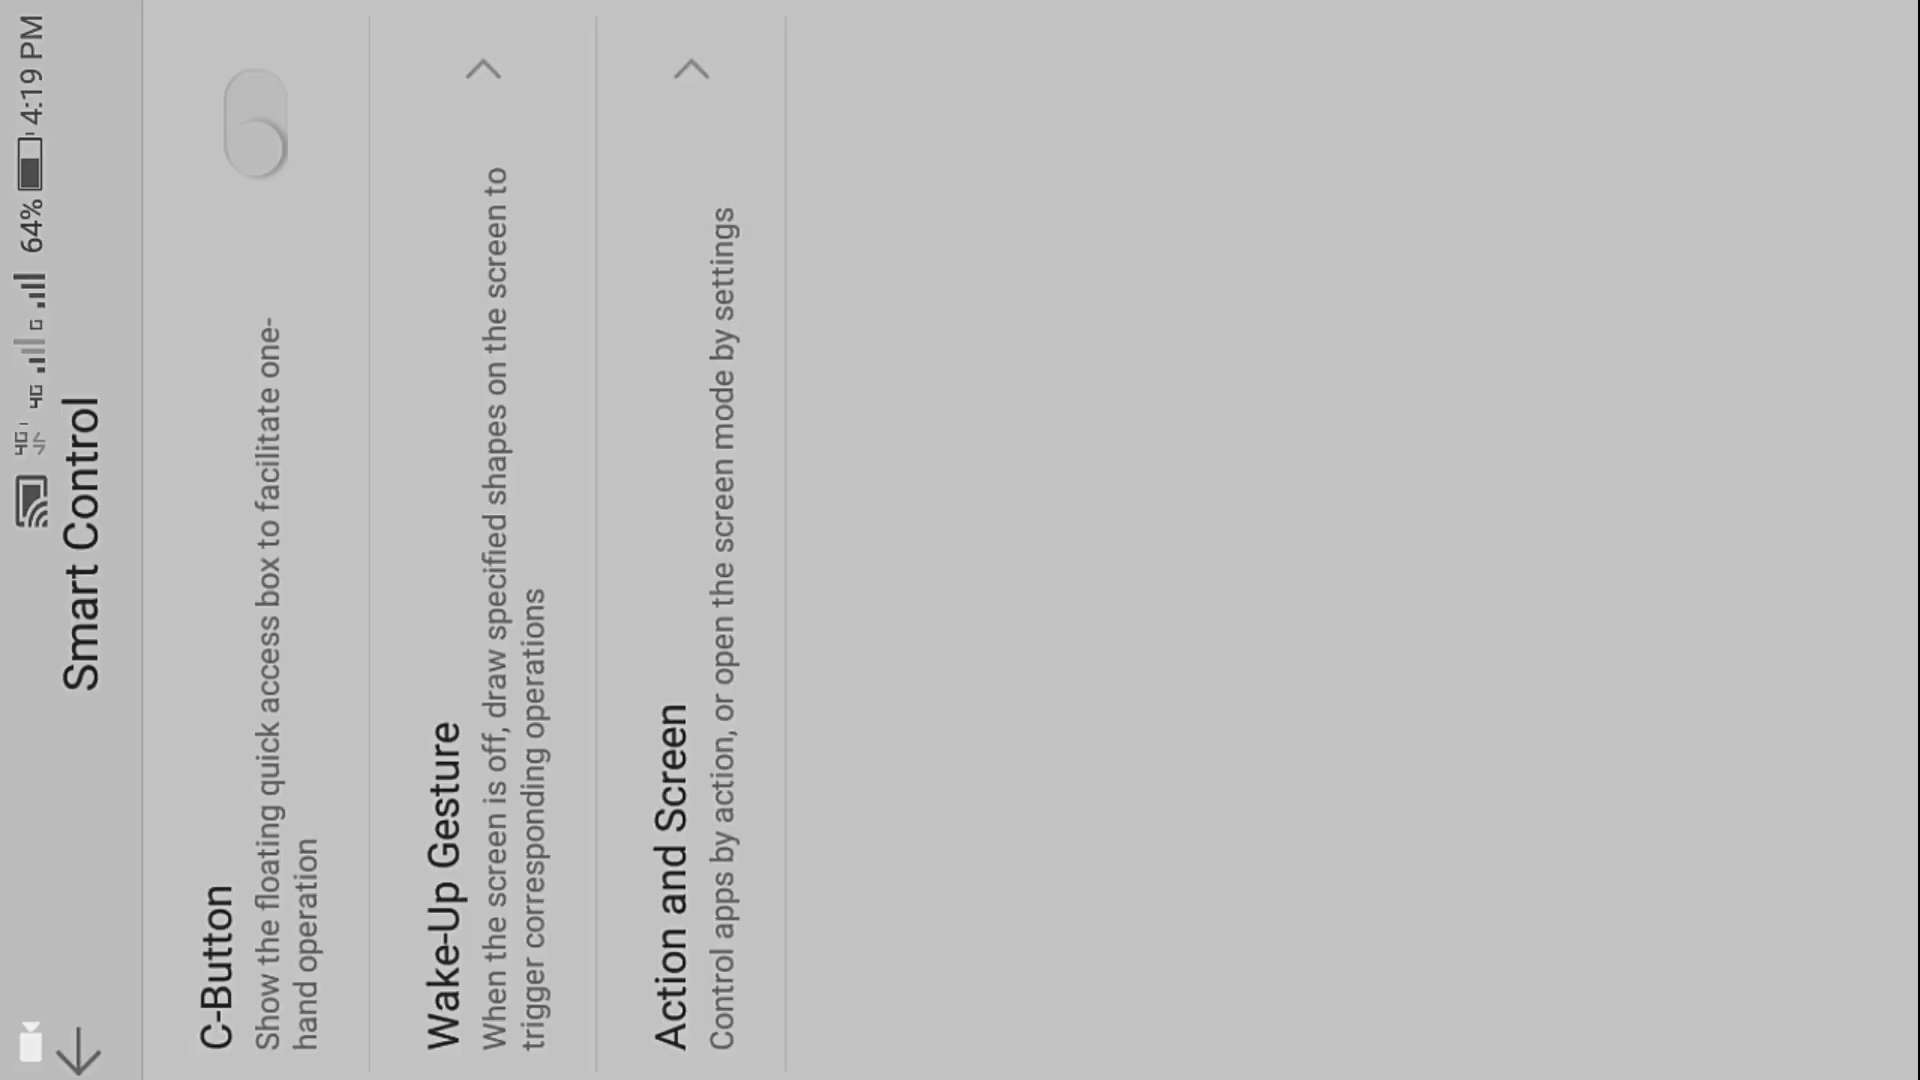 4G 4G G 64% 4:19 PM
Smart Control
C-Button
Show the floating quick access box to facilitate one-
hand operation
Wake-Up Gesture
When the screen is off, draw specified shapes on the screen to
trigger corresponding operations
Action and Screen
Control apps by action, or open the screen mode by settings